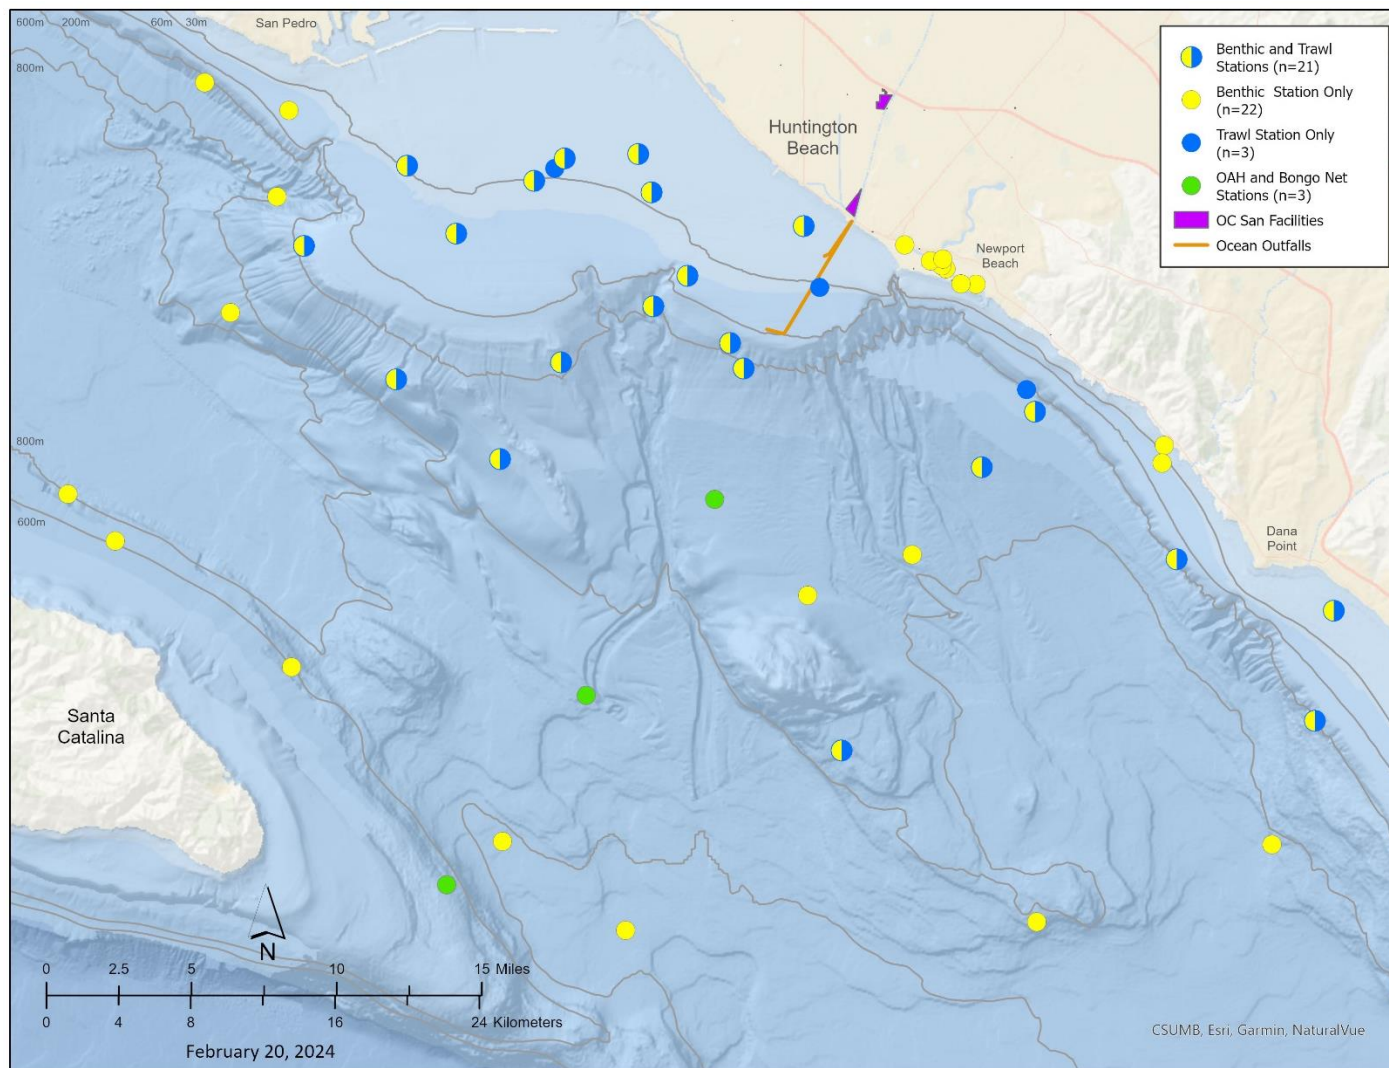 600m 200m 60m 30m San Pedro
800m
Huntington
Beach
Newport
Beach
Benthic and Trawl
Stations (n=21)
Benthic Station Only
(n=22)
Trawl Station Only
(n=3)
OAH and Bongo Net
Stations (n=3)
OC San Facilities
Ocean Outfalls
800m
600m
Dana
Point
Santa
Catalina
N
0 2.5 5 10 15 Miles
0 4 8 16 24 Kilometers
February 20, 2024
CSUMB, Esri, Garmin, NaturalVue